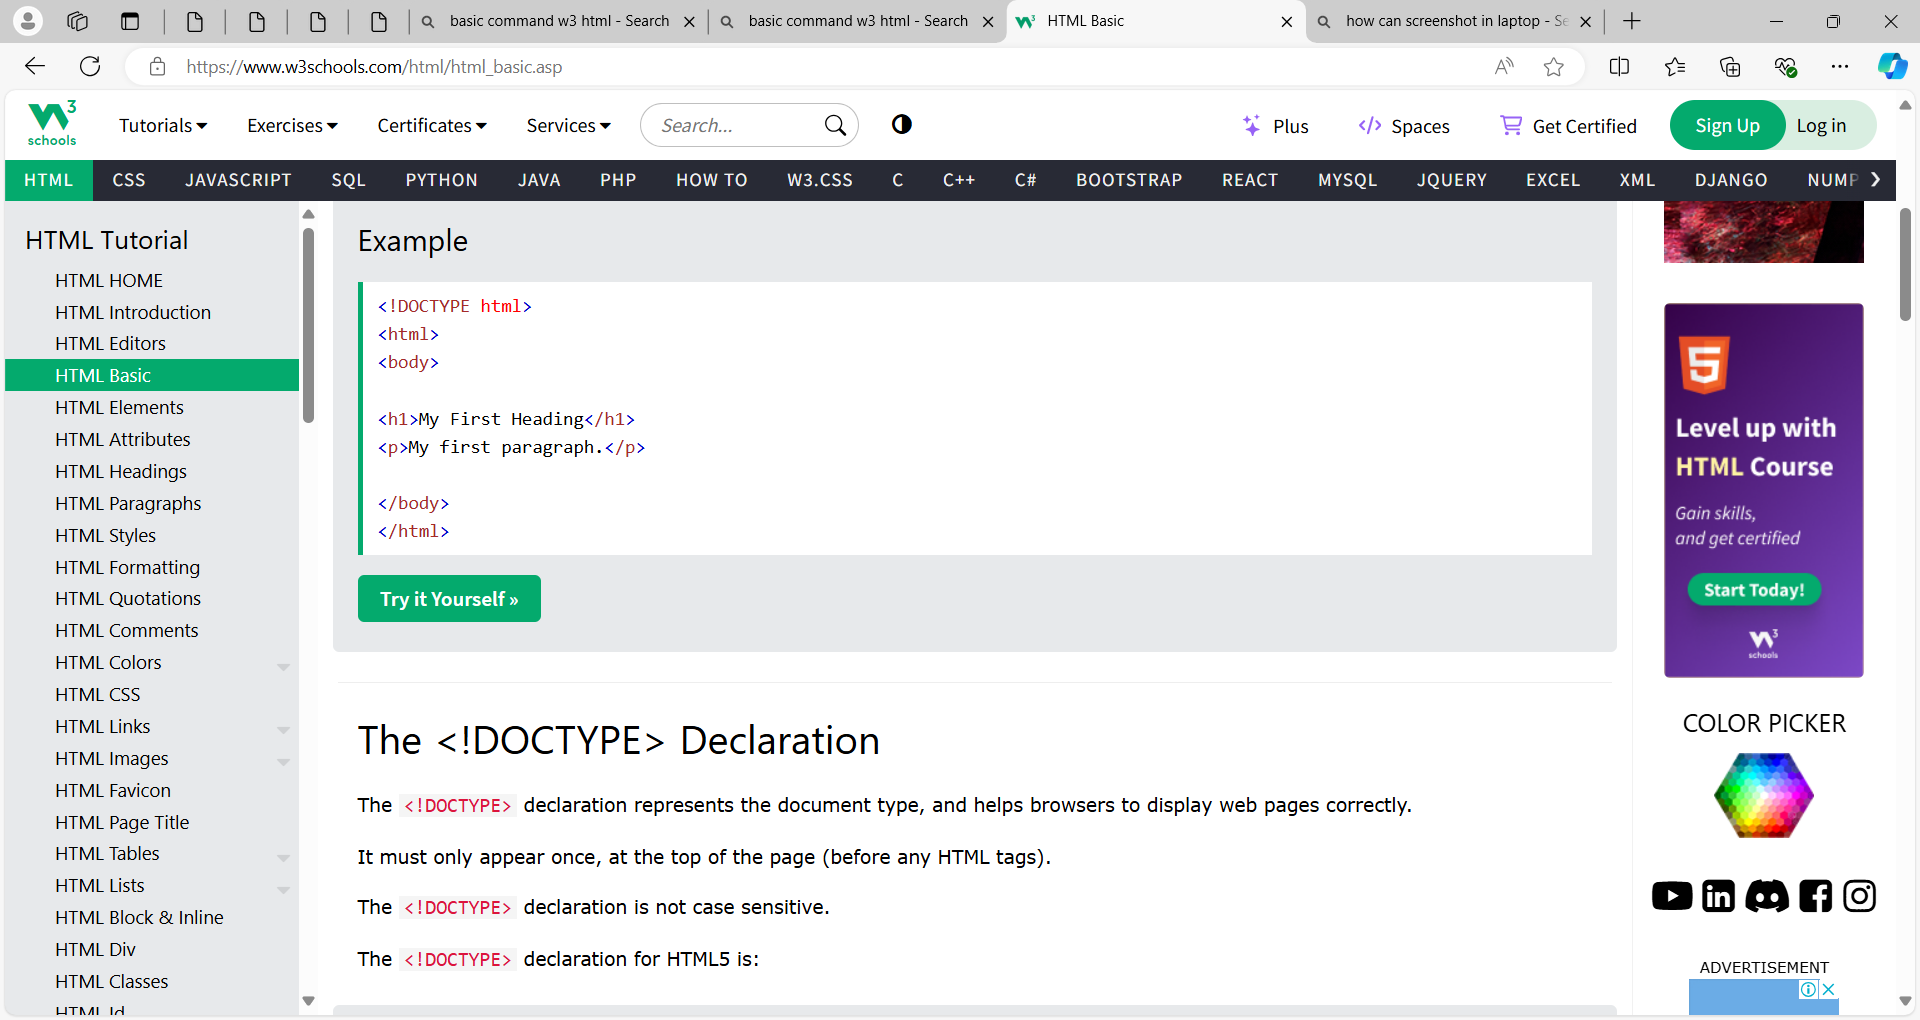 basic command w3 html - Search
basic command w3 html - Search
HTML Basic
how can screenshot in laptop - Se
https://www.w3schools.com/html/html_basic.asp
W3 schools
Tutorials
Exercises
Certificates
Services
Search...
Plus
Spaces
Get Certified
Sign Up
Log in
HTML CSS JAVASCRIPT SQL PYTHON JAVA PHP HOW TO W3.CSS C C++ C# BOOTSTRAP REACT MYSQL JQUERY EXCEL XML DJANGO NUMP
HTML Tutorial
HTML HOME
HTML Introduction
HTML Editors
HTML Basic
HTML Elements
HTML Attributes
HTML Headings
HTML Paragraphs
HTML Styles
HTML Formatting
HTML Quotations
HTML Comments
HTML Colors
HTML CSS
HTML Links
HTML Images
HTML Favicon
HTML Page Title
HTML Tables
HTML Lists
HTML Block & Inline
HTML Div
HTML Classes
HTML Id
Example
<!DOCTYPE html>
<html>
<body>
<h1>My First Heading</h1>
<p>My first paragraph.</p>
</body>
</html>
Try it Yourself »
The <!DOCTYPE> Declaration
The <!DOCTYPE> declaration represents the document type, and helps browsers to display web pages correctly.
It must only appear once, at the top of the page (before any HTML tags).
The <!DOCTYPE> declaration is not case sensitive.
The <!DOCTYPE> declaration for HTML5 is:
5
Level up with
HTML Course
Gain skills,
and get certified
Start Today!
W3 schools
COLOR PICKER
ADVERTISEMENT